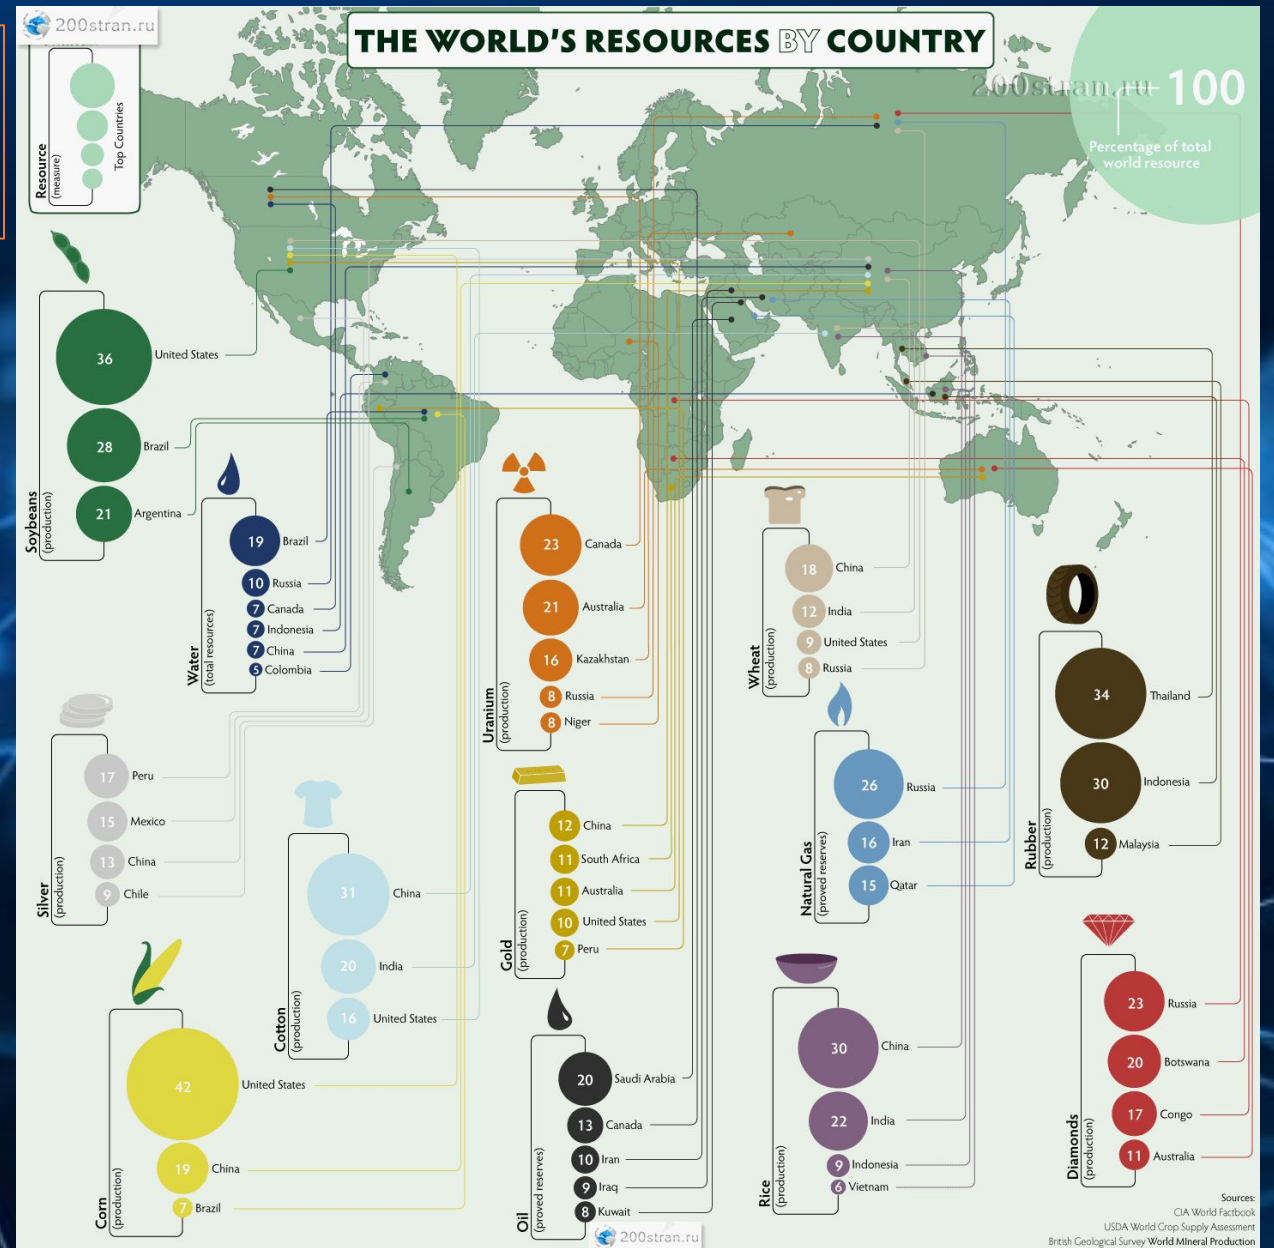 200stran.ru
THE WORLD'S RESOURCES BY COUNTRY
200stran.ru
100
Percentage of total
world resource
Resource
(measure)
Top Countries
Soybeans
(production)
36 United States
28 Brazil
21 Argentina
Water
(total resources)
19 Brazil
10 Russia
7 Canada
7 Indonesia
7 China
5 Colombia
Uranium
(production)
23 Canada
21 Australia
16 Kazakhstan
8 Russia
8 Niger
Wheat
(production)
18 China
12 India
9 United States
8 Russia
Rubber
(production)
34 Thailand
30 Indonesia
12 Malaysia
Silver
(production)
17 Peru
15 Mexico
13 China
9 Chile
Cotton
(production)
31 China
20 India
16 United States
Gold
(production)
12 China
11 South Africa
11 Australia
10 United States
7 Peru
Natural Gas
(proved reserves)
26 Russia
16 Iran
15 Qatar
Corn
(production)
42 United States
19 China
7 Brazil
Oil
(proved reserves)
20 Saudi Arabia
13 Canada
10 Iran
9 Iraq
8 Kuwait
Rice
(production)
30 China
22 India
9 Indonesia
6 Vietnam
Diamonds
(production)
23 Russia
20 Botswana
17 Congo
11 Australia
Sources:
CIA World Factbook
USDA World Crop Supply Assessment
British Geological Survey World MIneral Production
200stran.ru